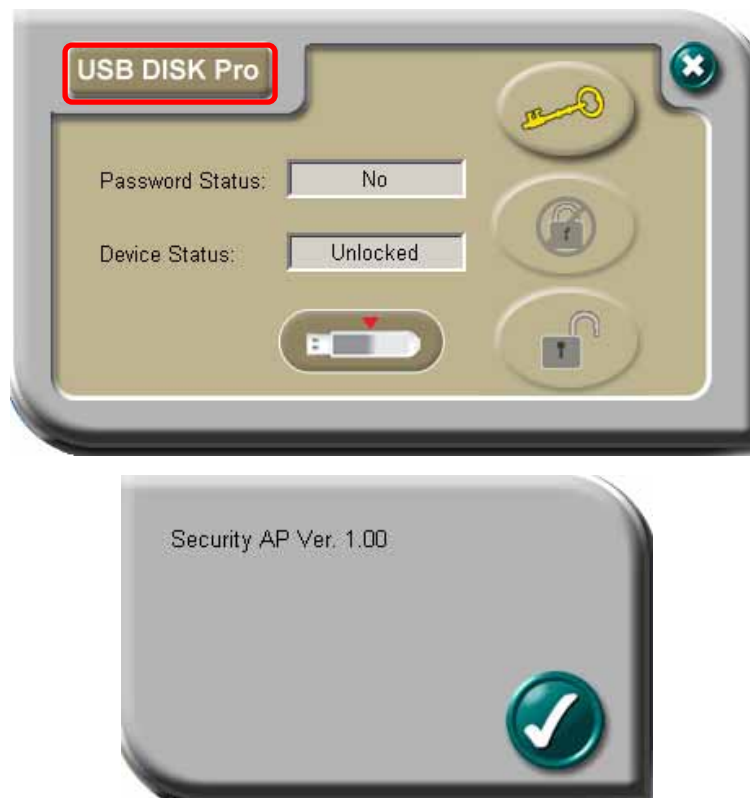 USB DISK Pro
Password Status: No
Device Status: Unlocked
Security AP Ver. 1.00